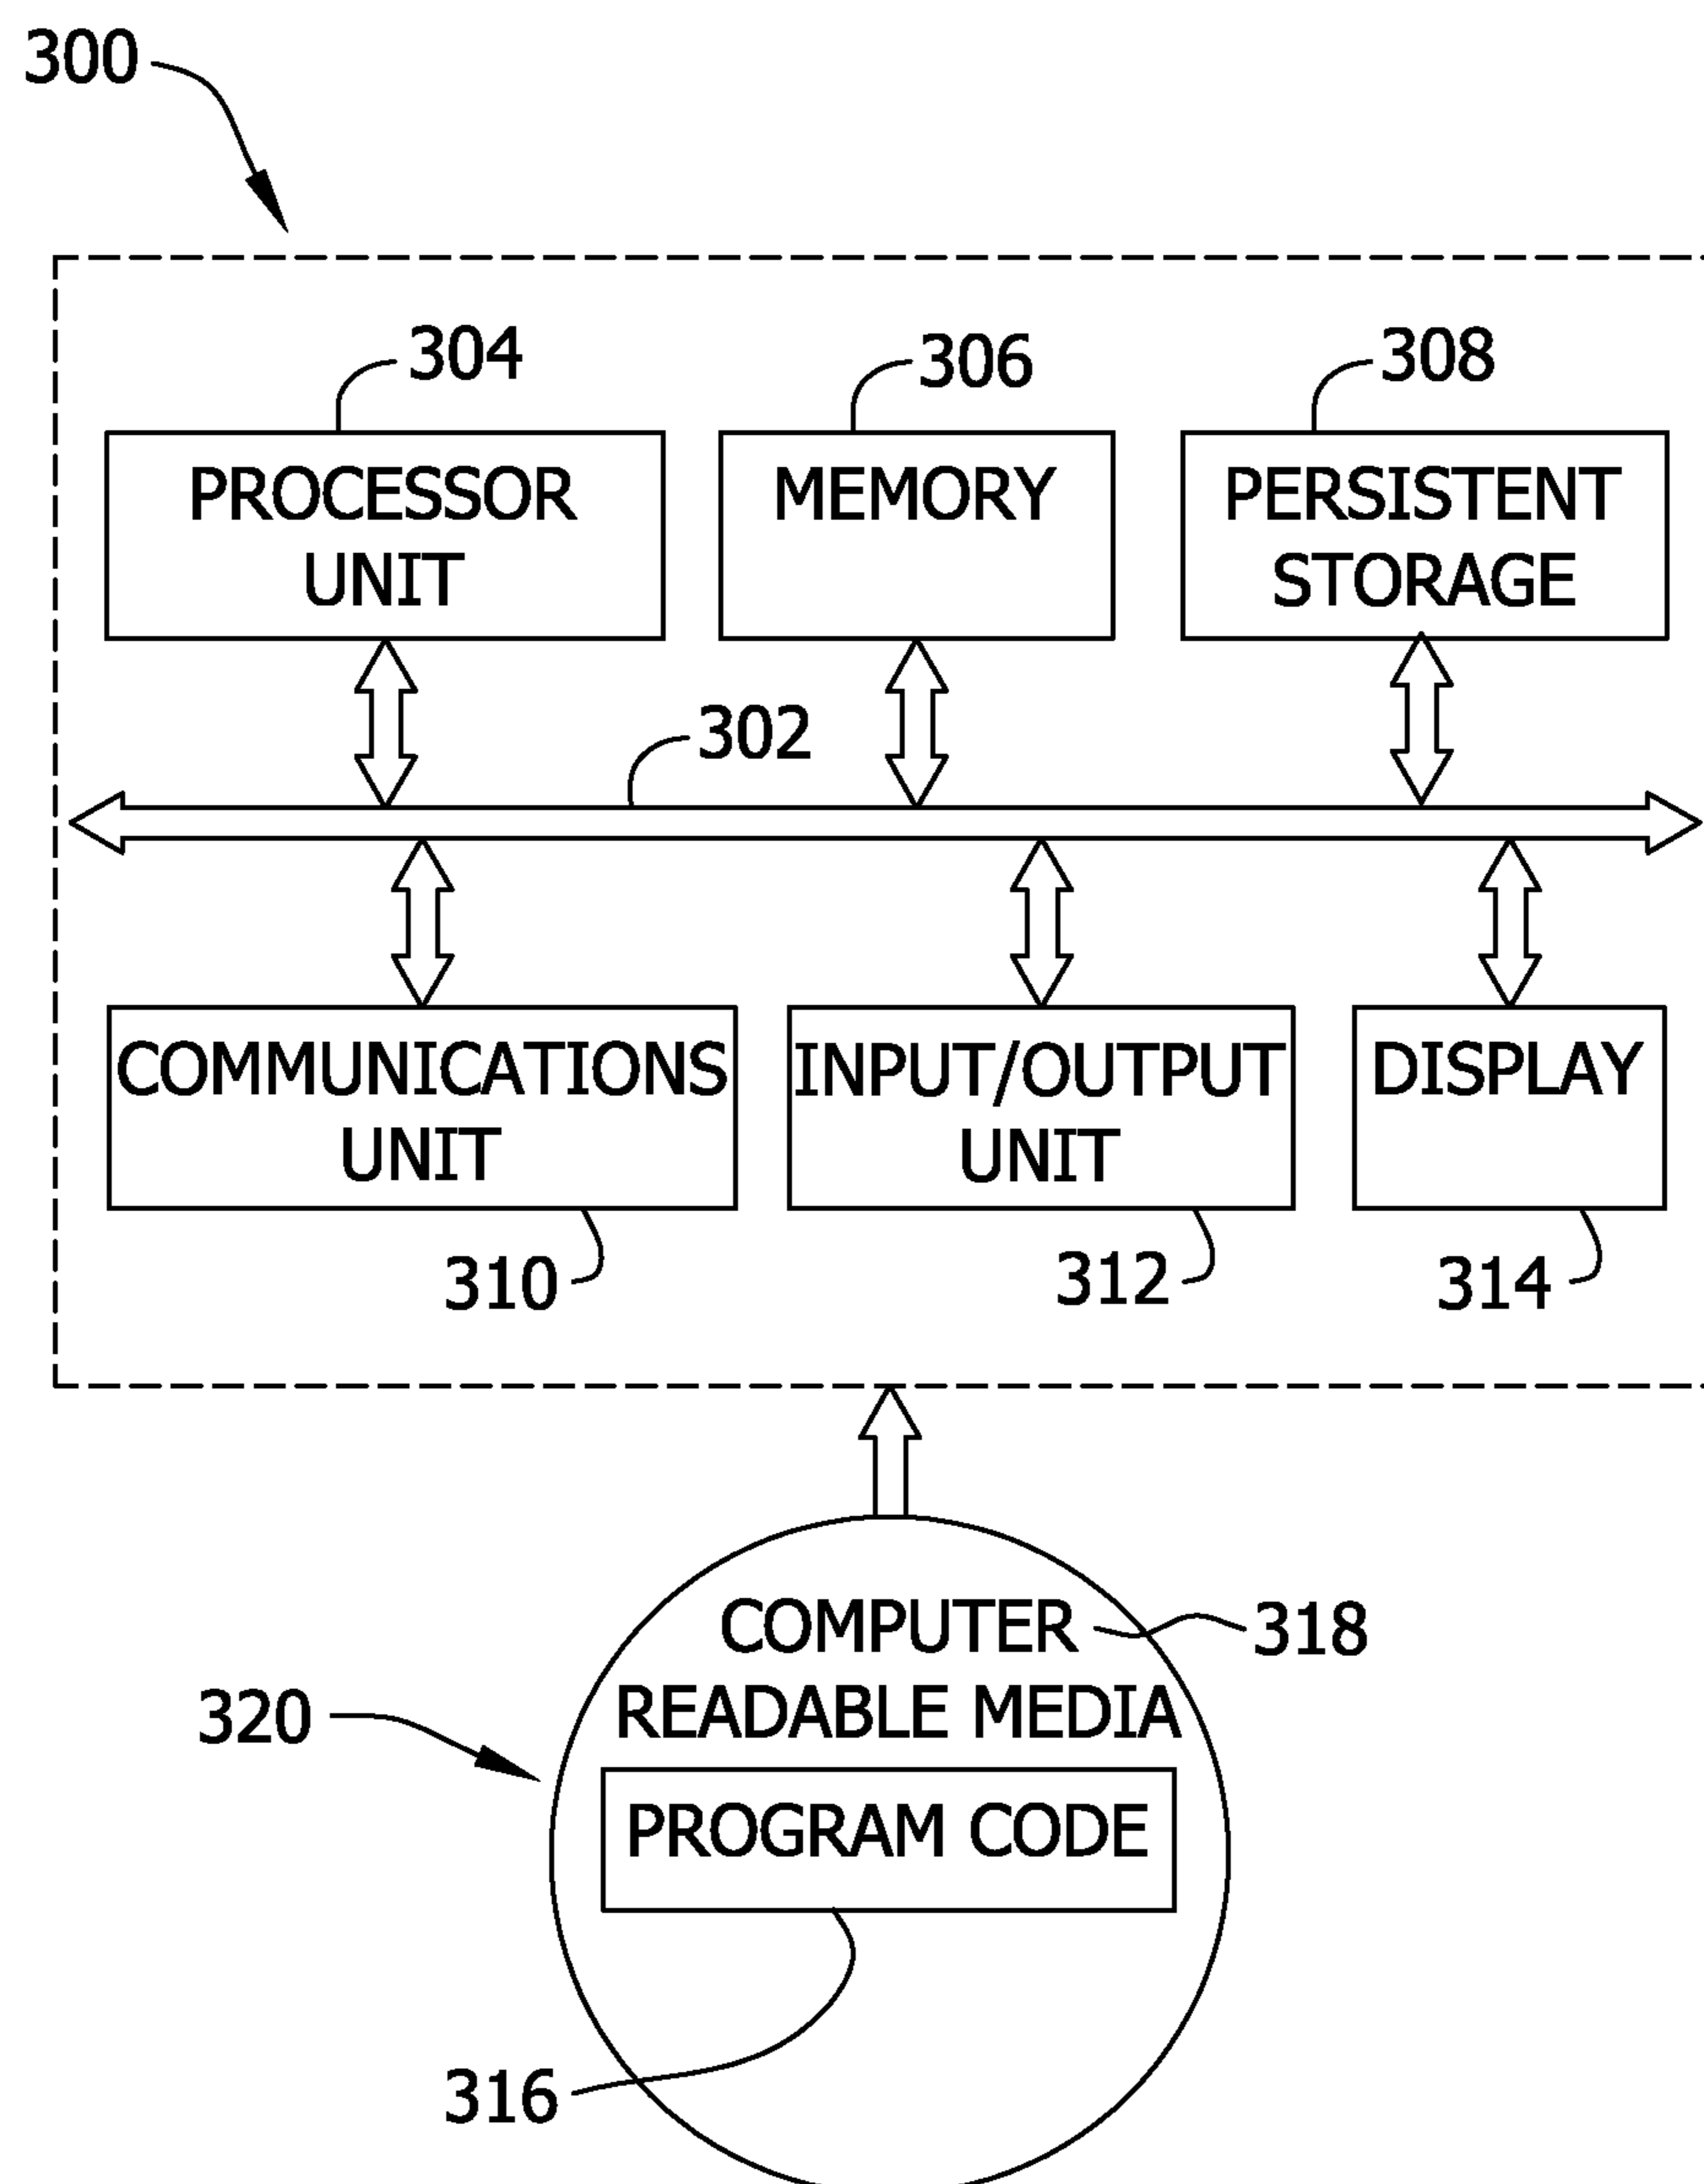 300
304
306
308
PROCESSOR
UNIT
MEMORY
PERSISTENT
STORAGE
302
COMMUNICATIONS
UNIT
INPUT/OUTPUT
UNIT
DISPLAY
310
312
314
COMPUTER
READABLE MEDIA
318
320
PROGRAM CODE
316